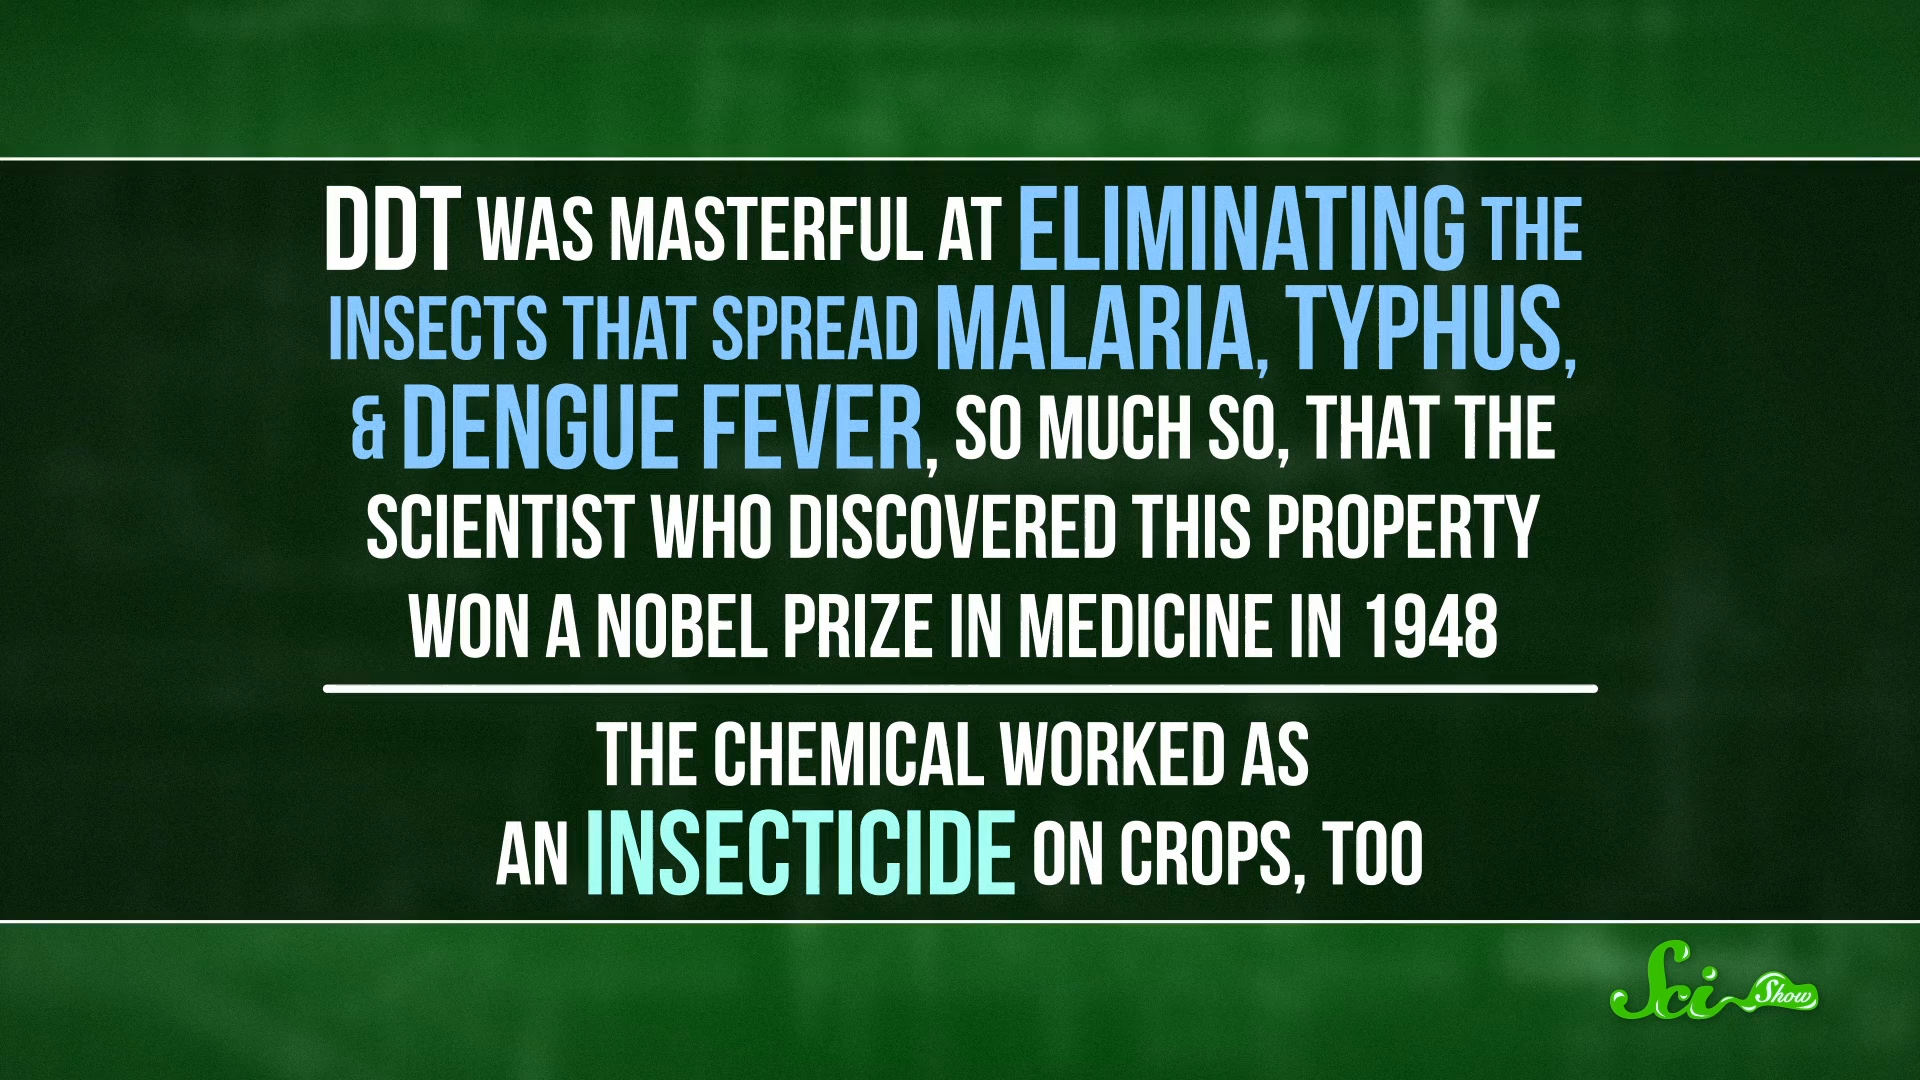 DDT WAS MASTERFUL AT ELIMINATING THE
INSECTS THAT SPREAD MALARIA, TYPHUS,
& DENGUE FEVER, SO MUCH SO, THAT THE
SCIENTIST WHO DISCOVERED THIS PROPERTY
WON A NOBEL PRIZE IN MEDICINE IN 1948
THE CHEMICAL WORKED AS
AN INSECTICIDE ON CROPS, TOO
Sci Show